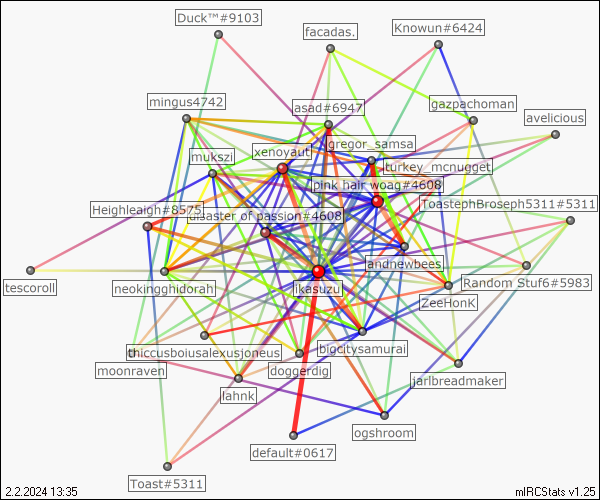 Duck™#9103
facadas.
Knowun#6424
mingus4742
asad#6947
gazpachoman
avelicious
gregor_samsa
xenoyaut
mukszi
turkey_mcnugget
pink hair woag#4608
Heighleaigh#8575
master of passion#4608
ToastephBroseph5311#5311
andnewbees
tescoroll
neokingghidorah
ikasuzu
Random Stuf6#5983
ZeeHonK
thiccusboiusalexusjoneus
bigcitysamurai
moonraven
doggerdig
jarlbreadmaker
lahnk
ogshroom
default#0617
Toast#5311
2.2.2024 13:35
mIRCStats v1.25